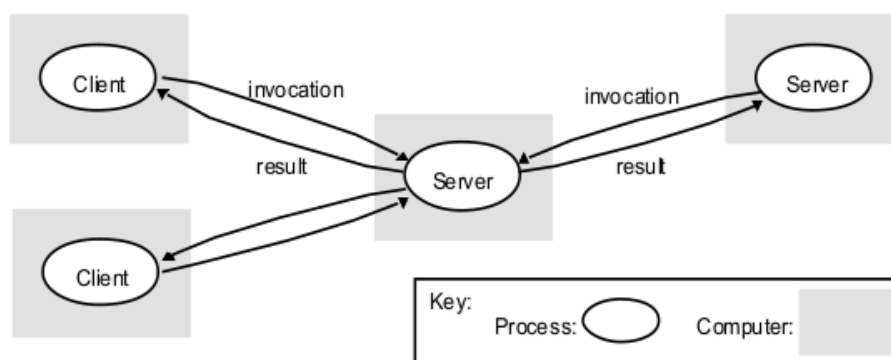 Client
invocation
result
Server
invocation
result
Server
Client
Key:
Process:
Computer: